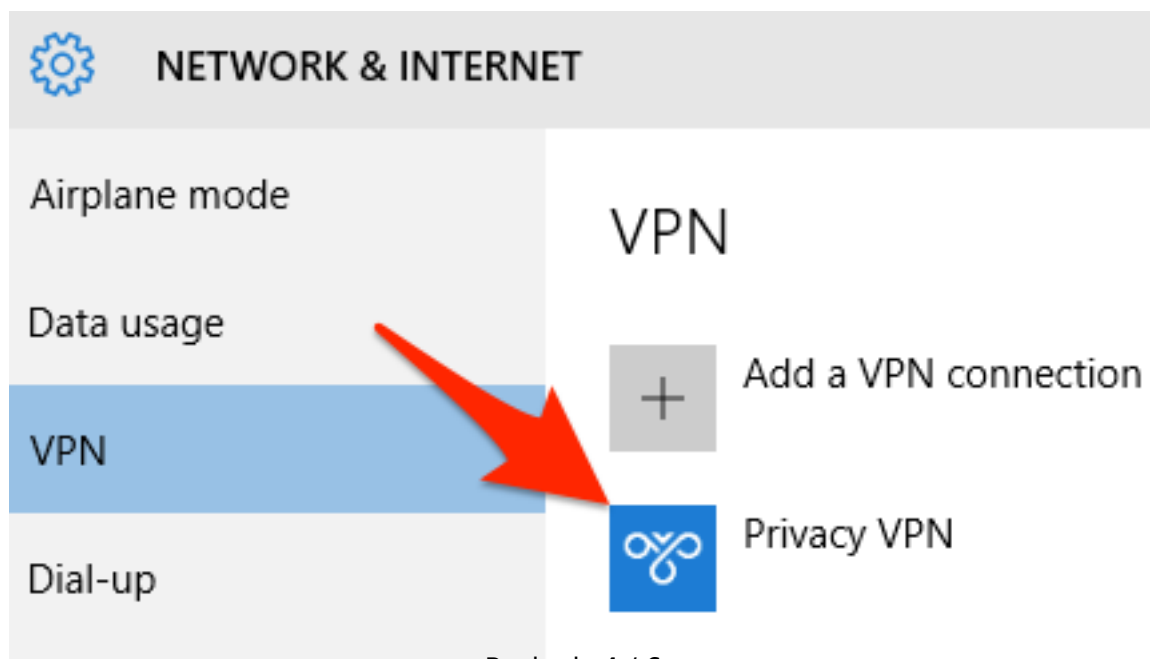 NETWORK & INTERNET
Airplane mode
Data usage
VPN
Dial-up
VPN
Add a VPN connection
Privacy VPN